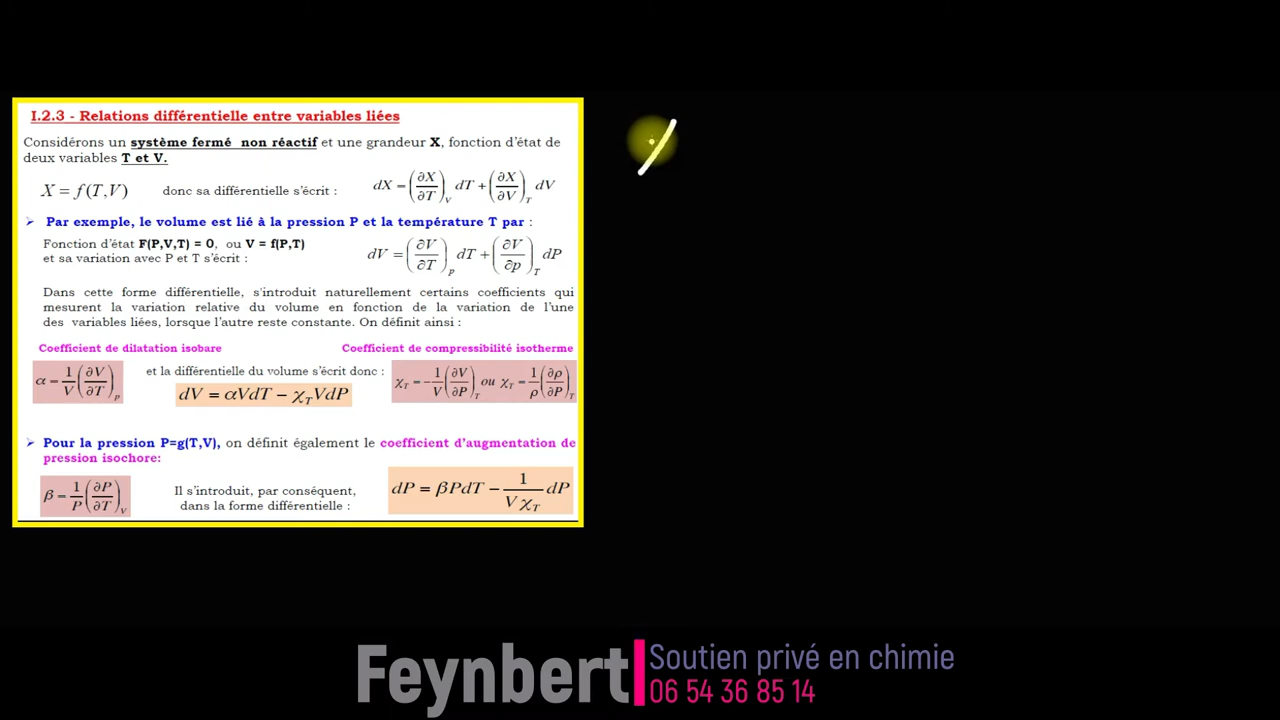 I.2.3 - Relations différentielle entre variables liées
Considérons un système fermé non réactif et une grandeur X, fonction d'état de
deux variables T et V.
X = f(T,V) donc sa différentielle s'écrit : dX = (∂X/∂T)_V dT + (∂X/∂V)_T dV
➢ Par exemple, le volume est lié à la pression P et la température T par :
Fonction d'état F(P,V,T) = 0, ou V = f(P,T)
et sa variation avec P et T s'écrit : dV = (∂V/∂T)_p dT + (∂V/∂p)_T dP
Dans cette forme différentielle, s'introduit naturellement certains coefficients qui
mesurent la variation relative du volume en fonction de la variation de l'une
des variables liées, lorsque l'autre reste constante. On définit ainsi :
Coefficient de dilatation isobare Coefficient de compressibilité isotherme
α = 1/V (∂V/∂T)_p et la différentielle du volume s'écrit donc : χ_T = -1/V (∂V/∂P)_T ou χ_T = 1/ρ (∂ρ/∂P)_T
dV = αVdT − χ_T VdP
➢ Pour la pression P=g(T,V), on définit également le coefficient d'augmentation de
pression isochore:
β = 1/P (∂P/∂T)_V Il s'introduit, par conséquent,
dans la forme différentielle : dP = βPdT − 1/(Vχ_T) dP
Feynbert
Soutien privé en chimie
06 54 36 85 14